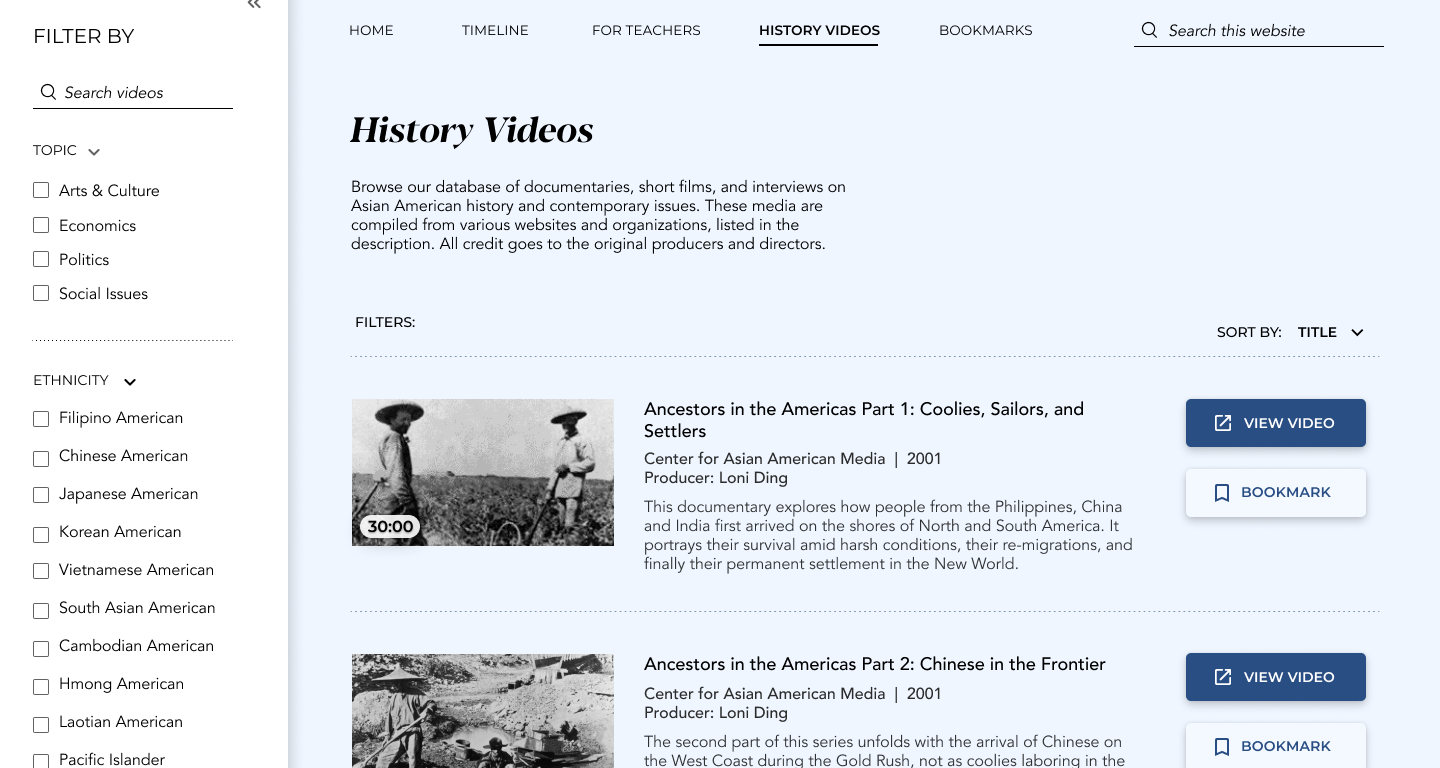 FILTER BY
Search videos
TOPIC
Arts & Culture
Economics
Politics
Social Issues
ETHNICITY
Filipino American
Chinese American
Japanese American
Korean American
Vietnamese American
South Asian American
Cambodian American
Hmong American
Laotian American
Pacific Islander
HOME TIMELINE FOR TEACHERS HISTORY VIDEOS BOOKMARKS Search this website
History Videos
Browse our database of documentaries, short films, and interviews on
Asian American history and contemporary issues. These media are
compiled from various websites and organizations, listed in the
description. All credit goes to the original producers and directors.
FILTERS:
SORT BY: TITLE
30:00
Ancestors in the Americas Part 1: Coolies, Sailors, and
Settlers
Center for Asian American Media | 2001
Producer: Loni Ding
This documentary explores how people from the Philippines, China
and India first arrived on the shores of North and South America. It
portrays their survival amid harsh conditions, their re-migrations, and
finally their permanent settlement in the New World.
VIEW VIDEO
BOOKMARK
Ancestors in the Americas Part 2: Chinese in the Frontier
Center for Asian American Media | 2001
Producer: Loni Ding
The second part of this series unfolds with the arrival of Chinese on
the West Coast during the Gold Rush, not as coolies laboring in the
VIEW VIDEO
BOOKMARK